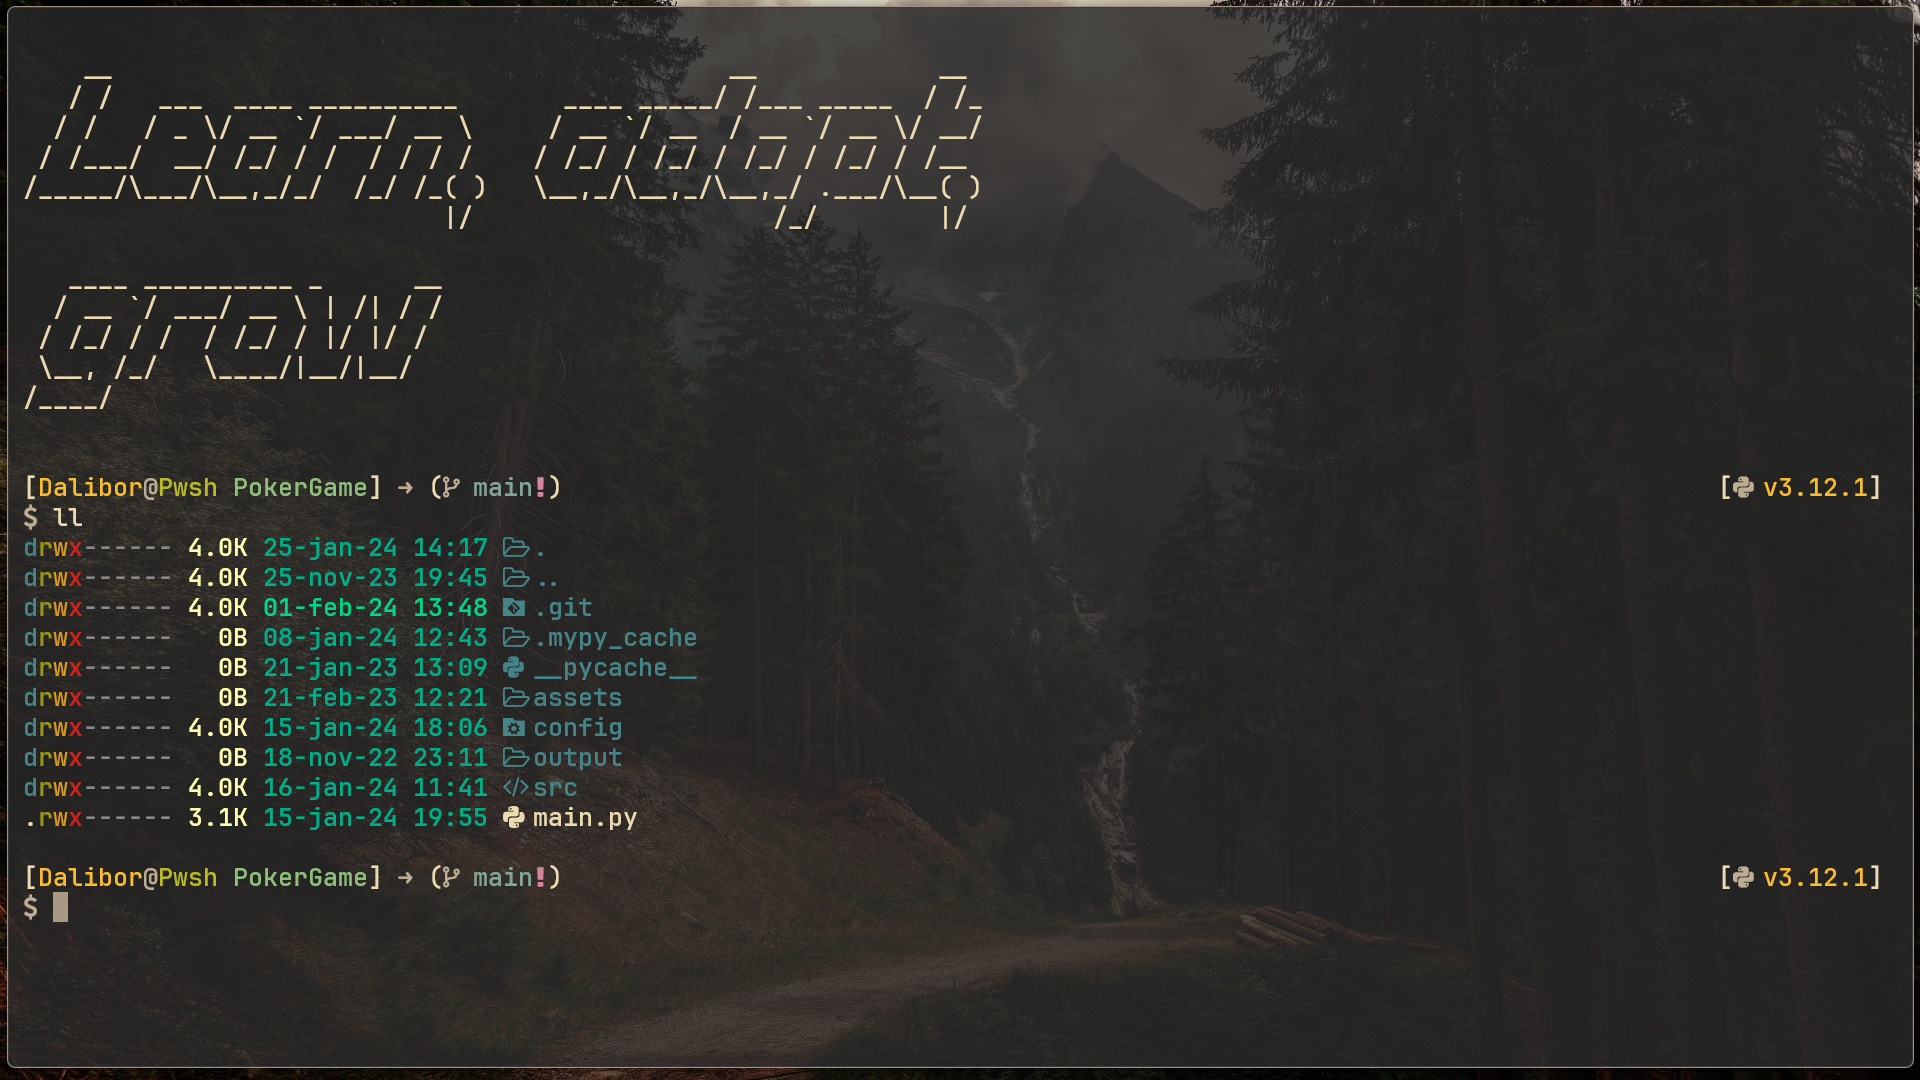 Learn, adapt,
grow
[Dalibor@Pwsh PokerGame] → ( main!) [ v3.12.1]
$ ll
drwx------ 4.0K 25-jan-24 14:17 .
drwx------ 4.0K 25-nov-23 19:45 ..
drwx------ 4.0K 01-feb-24 13:48 .git
drwx------ 0B 08-jan-24 12:43 .mypy_cache
drwx------ 0B 21-jan-23 13:09 __pycache__
drwx------ 0B 21-feb-23 12:21 assets
drwx------ 4.0K 15-jan-24 18:06 config
drwx------ 0B 18-nov-22 23:11 output
drwx------ 4.0K 16-jan-24 11:41 src
.rwx------ 3.1K 15-jan-24 19:55 main.py
[Dalibor@Pwsh PokerGame] → ( main!) [ v3.12.1]
$